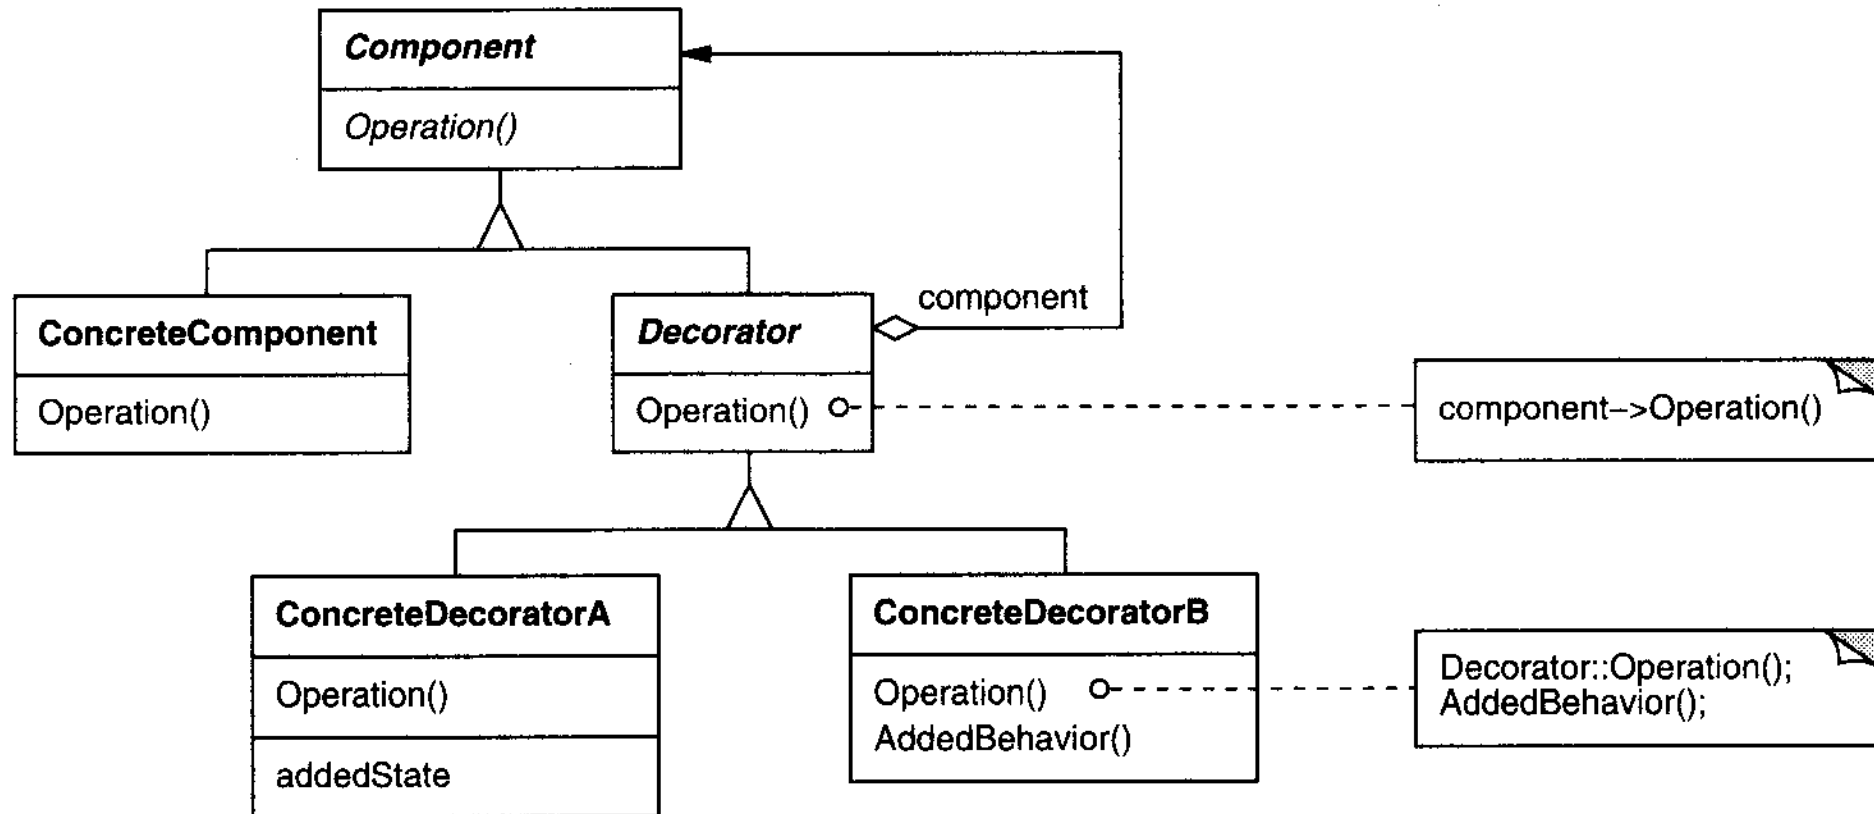 Component
Operation()
component
ConcreteComponent
Operation()
Decorator
Operation()
component–>Operation()
ConcreteDecoratorA
Operation()
addedState
ConcreteDecoratorB
Operation()
AddedBehavior()
Decorator::Operation();
AddedBehavior();